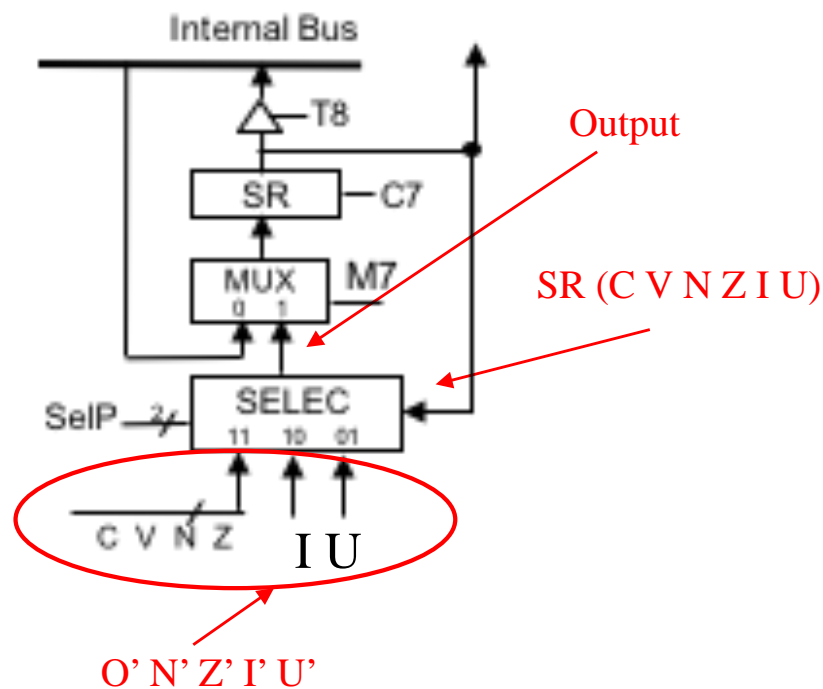 Internal Bus
T8
Output
SR
C7
MUX
M7
0 1
SR (C V N Z I U)
SELEC
SelP
2
11 10 01
C V N Z
I U
O’ N’ Z’ I’ U’